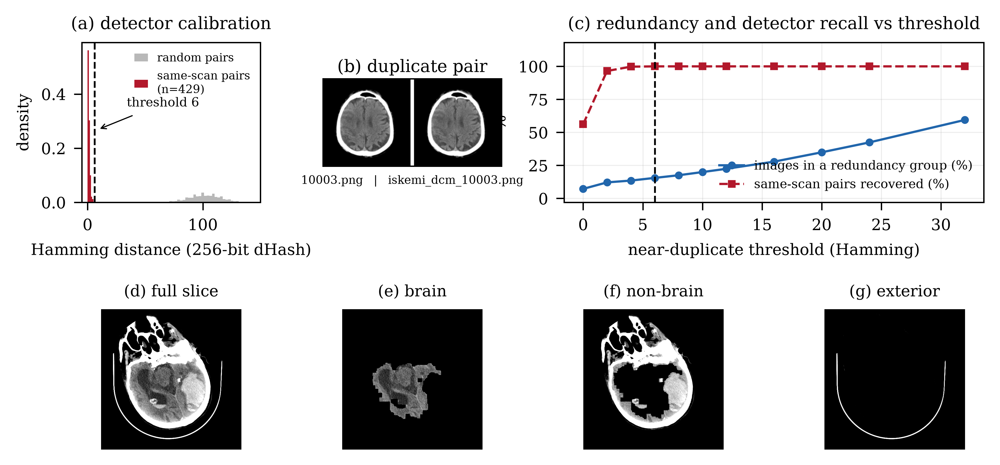 (a) detector calibration
random pairs
same-scan pairs
(n=429)
threshold 6
density
0.4
0.2
0.0
0
100
Hamming distance (256-bit dHash)
(b) duplicate pair
10003.png | iskemi_dcm_10003.png
(c) redundancy and detector recall vs threshold
%
100
75
50
25
0
images in a redundancy group (%)
same-scan pairs recovered (%)
0
5
10
15
20
25
30
near-duplicate threshold (Hamming)
(d) full slice
(e) brain
(f) non-brain
(g) exterior